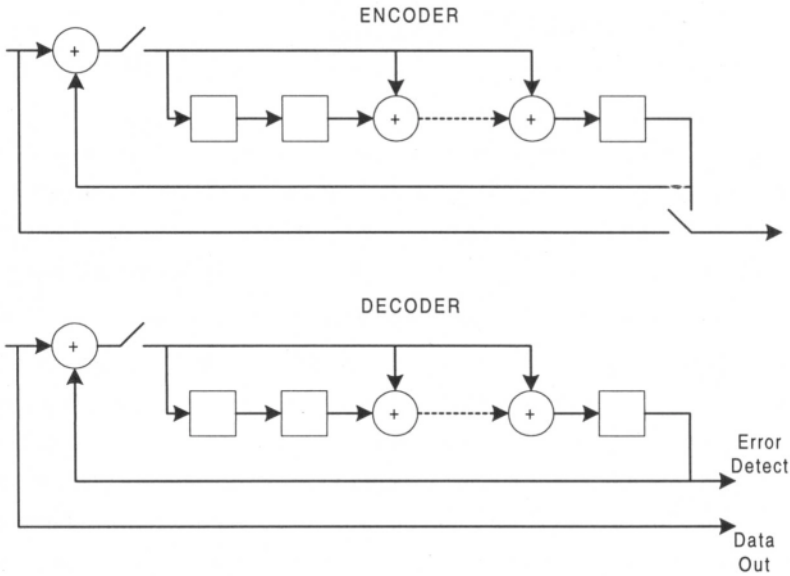 ENCODER
+
+
+
DECODER
+
+
+
Error
Detect
Data
Out